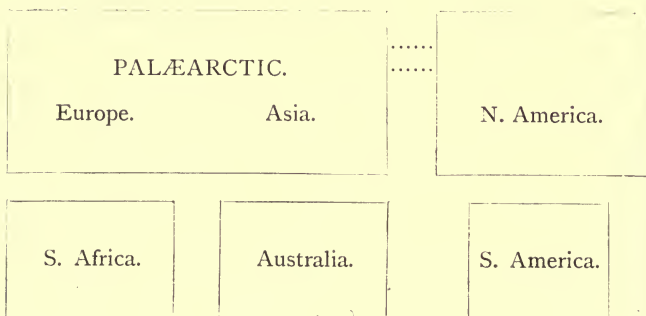 PALÆARCTIC.
Europe. Asia. N. America.
S. Africa. Australia. S. America.